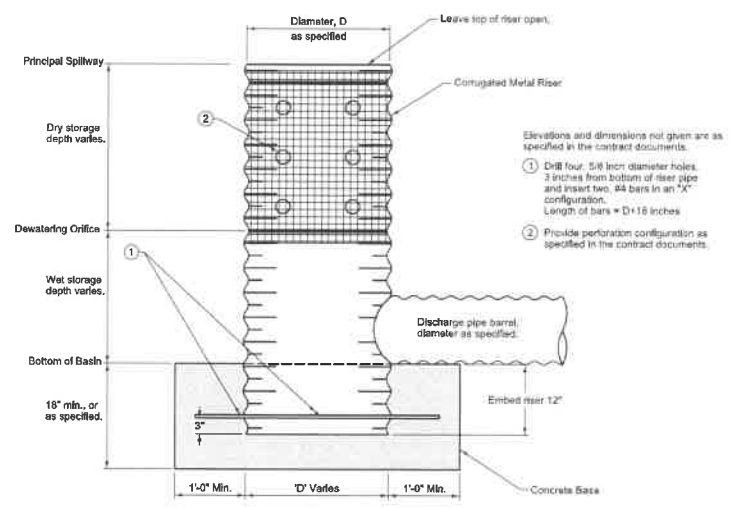 Diameter, D
as specified
Leave top of riser open.
Principal Spillway
Corrugated Metal Riser
2
Dry storage
depth varies.
Elevations and dimensions not given are as
specified in the contract documents.
1 Drill four, 5/8 inch diameter holes,
3 inches from bottom of riser pipe
and insert two, #4 bars in an "X"
configuration.
Length of bars = D+18 inches
2 Provide perforation configuration as
specified in the contract documents.
Dewatering Orifice
1
Wet storage
depth varies.
Discharge pipe barrel,
diameter as specified.
Bottom of Basin
18" min., or
as specified.
Embed riser 12"
3"
1'-0" Min.
'D' Varies
1'-0" Min.
Concrete Base